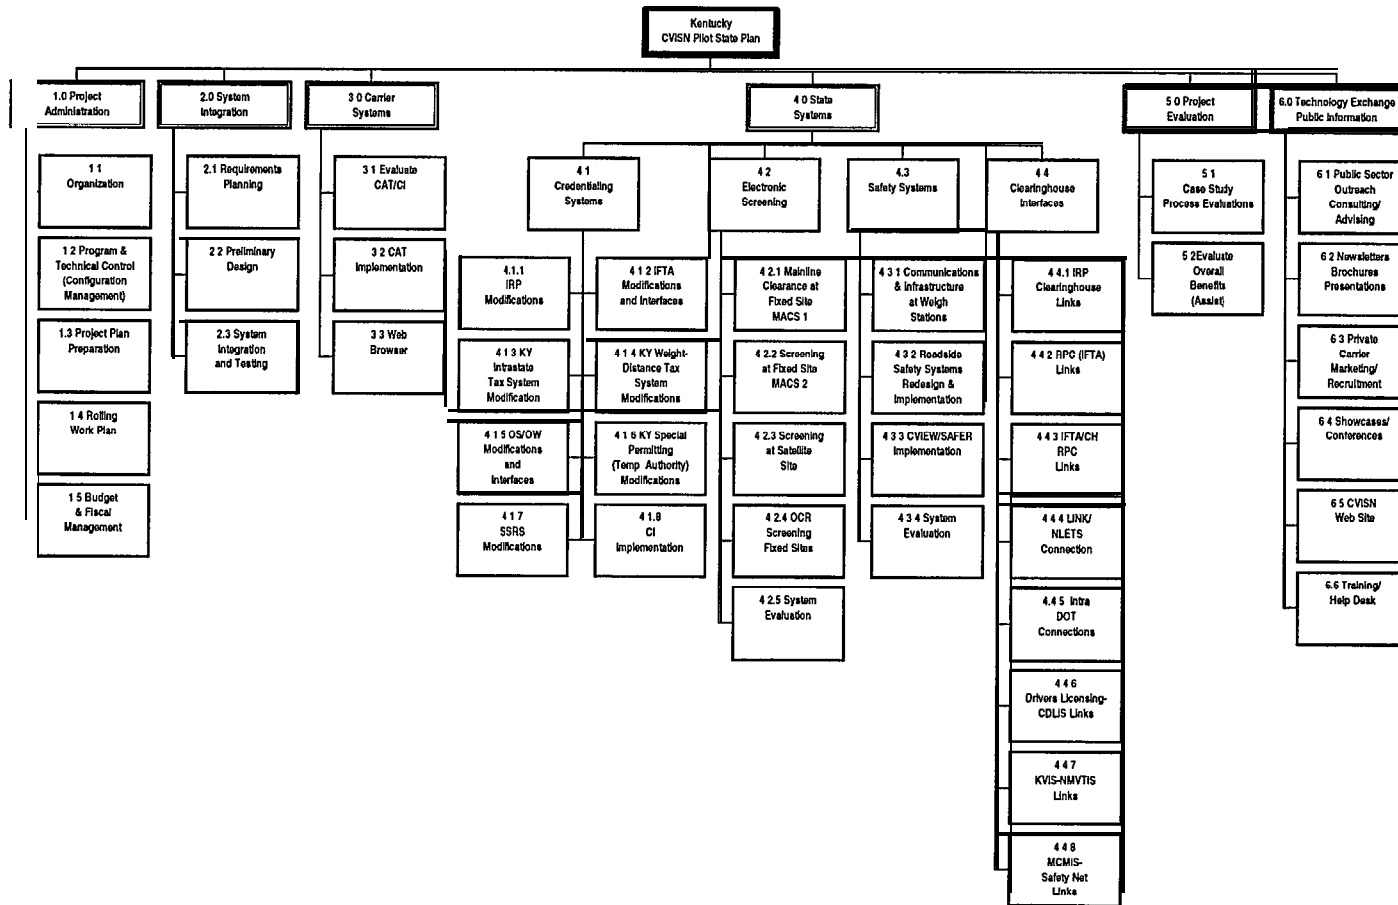 Kentucky
CVISN Pilot State Plan
1.0 Project
Administration
2.0 System
Integration
3 0 Carrier
Systems
4 0 State
Systems
5 0 Project
Evaluation
6.0 Technology Exchange
Public Information
1 1
Organization
1 2 Program &
Technical Control
(Configuration
Management)
1.3 Project Plan
Preparation
1 4 Rolling
Work Plan
1 5 Budget
& Fiscal
Management
2.1 Requirements
Planning
2 2 Preliminary
Design
2.3 System
Integration
and Testing
3 1 Evaluate
CAT/CI
3 2 CAT
Implementation
3 3 Web
Browser
4 1
Credentialing
Systems
4.1.1
IRP
Modifications
4 1 2 IFTA
Modifications
and Interfaces
4 1 3 KY
Intrastate
Tax System
Modification
4 1 4 KY Weight-
Distance Tax
System
Modifications
4 1 5 OS/OW
Modifications
and
Interfaces
4 1 6 KY Special
Permitting
(Temp Authority)
Modifications
4 1 7
SSRS
Modifications
4 1.8
CI
Implementation
4 2
Electronic
Screening
4 2.1 Mainline
Clearance at
Fixed Site
MACS 1
4 2.2 Screening
at Fixed Site
MACS 2
4 2.3 Screening
at Satellite
Site
4 2.4 OCR
Screening
Fixed Sites
4 2.5 System
Evaluation
4.3
Safety Systems
4 3 1 Communications
& Infrastructure
at Weigh
Stations
4 3 2 Roadside
Safety Systems
Redesign &
Implementation
4 3 3 CVIEW/SAFER
Implementation
4 3 4 System
Evaluation
4 4
Clearinghouse
Interfaces
4 4.1 IRP
Clearinghouse
Links
4 4 2 RPC (IFTA)
Links
4 4 3 IFTA/CH
RPC
Links
4 4 4 LINK/
NLETS
Connection
4.4 5 Intra
DOT
Connections
4 4 6
Drivers Licensing-
CDLIS Links
4 4 7
KVIS-NMVTIS
Links
4 4 8
MCMIS-
Safety Net
Links
5 1
Case Study
Process Evaluations
5 2Evaluate
Overall
Benefits
(Assist)
6 1 Public Sector
Outreach
Consulting/
Advising
6 2 Newsletters
Brochures
Presentations
6 3 Private
Carrier
Marketing/
Recruitment
6 4 Showcases/
Conferences
6 5 CVISN
Web Site
6.6 Training/
Help Desk